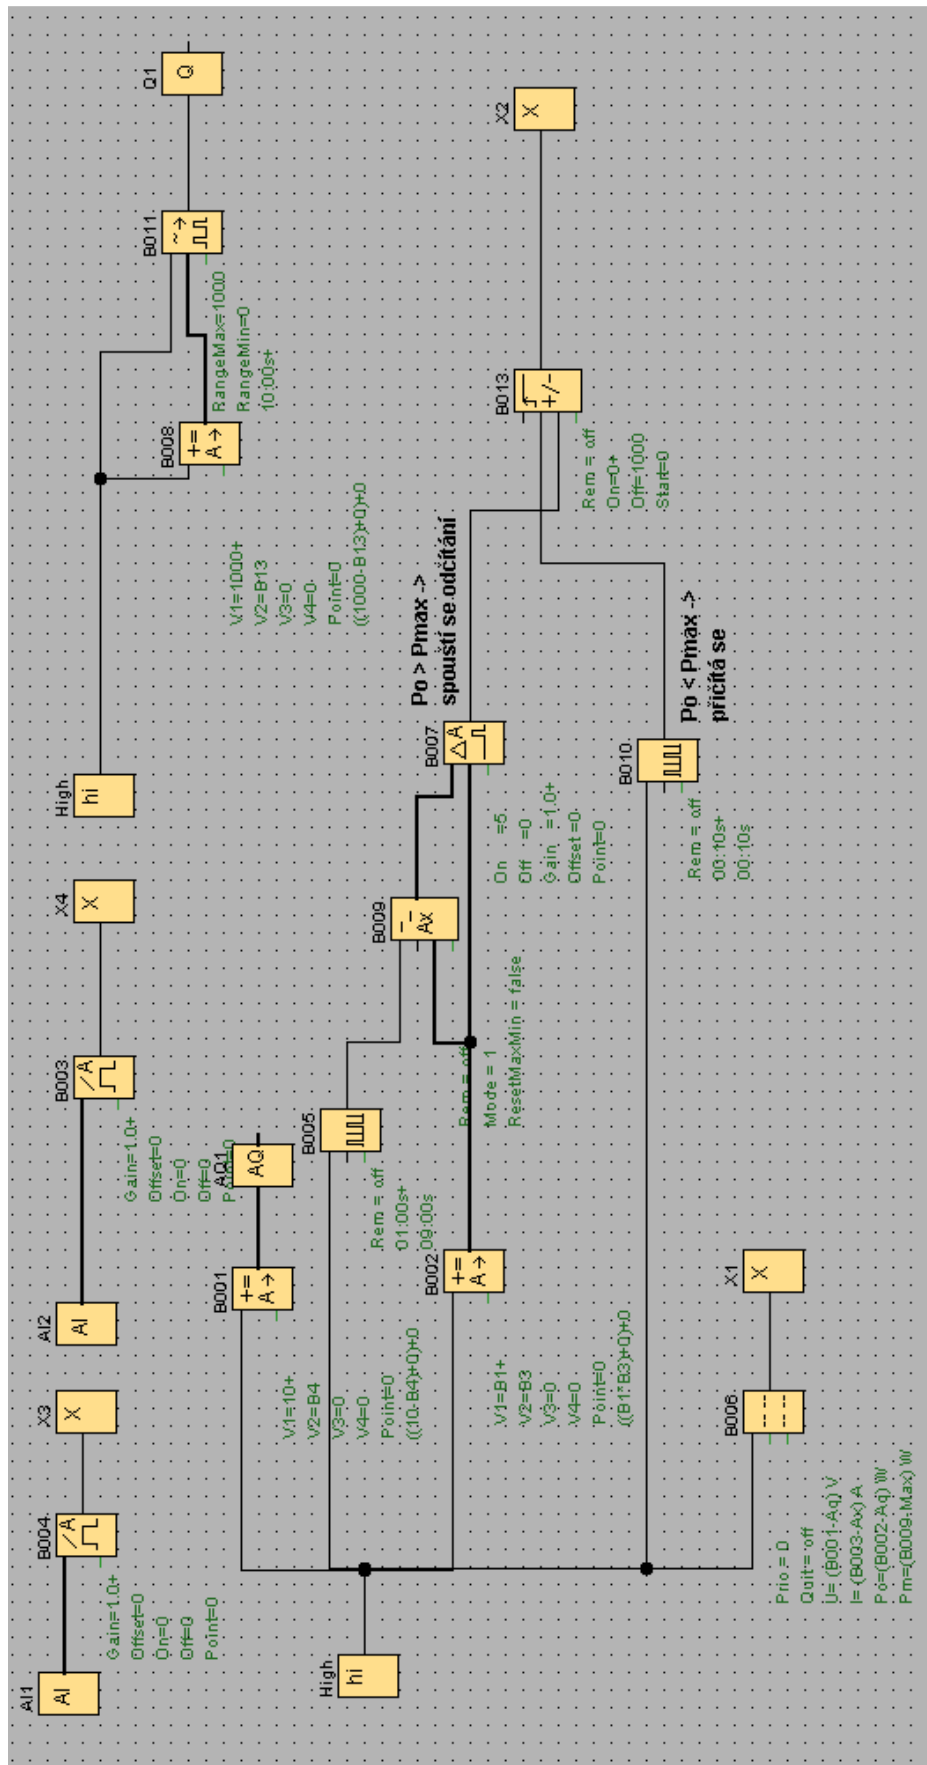 AI1
AI
B004
/A
Gain=1.0+
Offset=0
On=0
Off=0
Point=0
X3
X
AI2
AI
B003
/A
Gain=1.0+
Offset=0
On=0
Off=0
Point=0
X4
X
High
hi
B008
+=
A→
V1=1000+
V2=B13
V3=0
V4=0
Point=0
((1000-B13)+0)+0
B011
~→
RangeMax=1000
RangeMin=0
10:00s+
Q1
Q
High
hi
B001
+=
A→
V1=10+
V2=B4
V3=0
V4=0
Point=0
((10-B4)+0)+0
AQ1
AQ
B005
Rem = off
01:00s+
09:00s
B002
+=
A→
V1=B1+
V2=B3
V3=0
V4=0
Point=0
((B1*B3)+0)+0
B009
Ax
Rem = off
Mode = 1
ResetMaxMin = false
B007
△A
On =5
Off =0
Gain =1.0+
Offset =0
Point=0
Po > Pmax ->
spouští se odčítání
B010
Rem = off
00:10s+
00:10s
Po < Pmax ->
přičítá se
B013
+/-
Rem = off
On=0+
Off=1000
Start=0
X2
X
B006
Prio = 0
Quit = off
U= (B001-Aq) V
I= (B003-Ax) A
Po=(B002-Aq) W
Pm=(B009-Max) W
X1
X